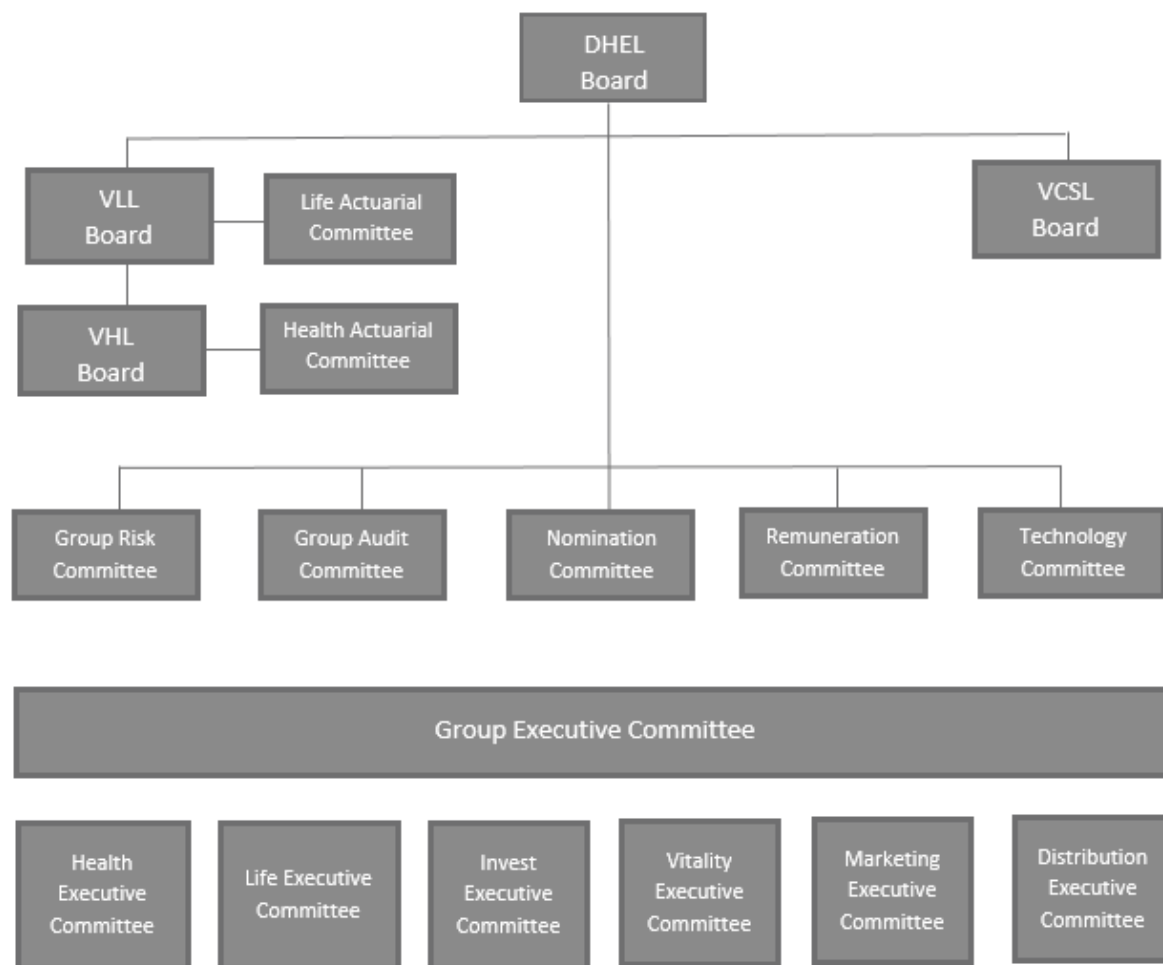 DHEL
Board
VLL
Board
Life Actuarial
Committee
VCSL
Board
VHL
Board
Health Actuarial
Committee
Group Risk
Committee
Group Audit
Committee
Nomination
Committee
Remuneration
Committee
Technology
Committee
Group Executive Committee
Health
Executive
Committee
Life Executive
Committee
Invest
Executive
Committee
Vitality
Executive
Committee
Marketing
Executive
Committee
Distribution
Executive
Committee